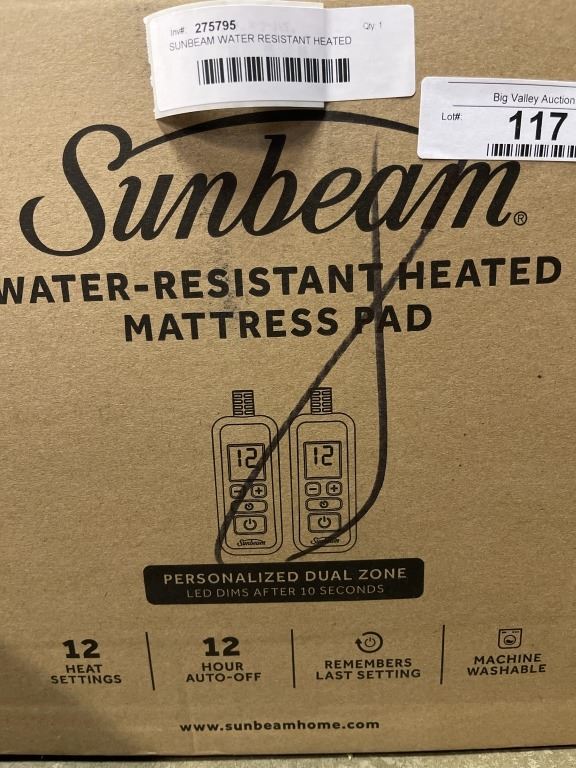 Inv#: 275795 Qty: 1
SUNBEAM WATER RESISTANT HEATED
Big Valley Auction
Lot#: 117
Sunbeam®
WATER-RESISTANT HEATED
MATTRESS PAD
12 12
Sunbeam Sunbeam
PERSONALIZED DUAL ZONE
LED DIMS AFTER 10 SECONDS
12
HEAT
SETTINGS
12
HOUR
AUTO-OFF
REMEMBERS
LAST SETTING
MACHINE
WASHABLE
www.sunbeamhome.com